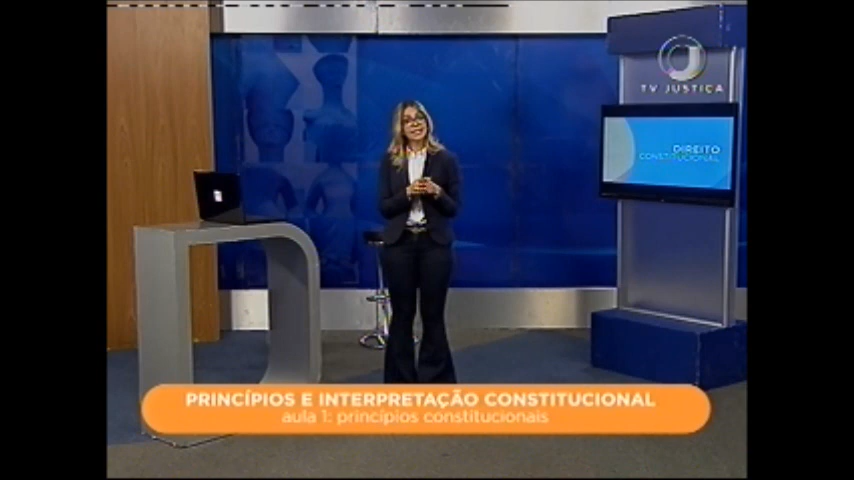 TV JUSTIÇA
DIREITO
CONSTITUCIONAL
PRINCÍPIOS E INTERPRETAÇÃO CONSTITUCIONAL
aula 1: princípios constitucionais